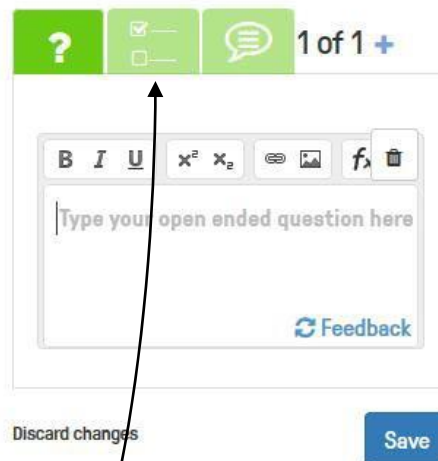 ?
1 of 1 +
B I U x² x₂ fx
Type your open ended question here
Feedback
Discard changes
Save